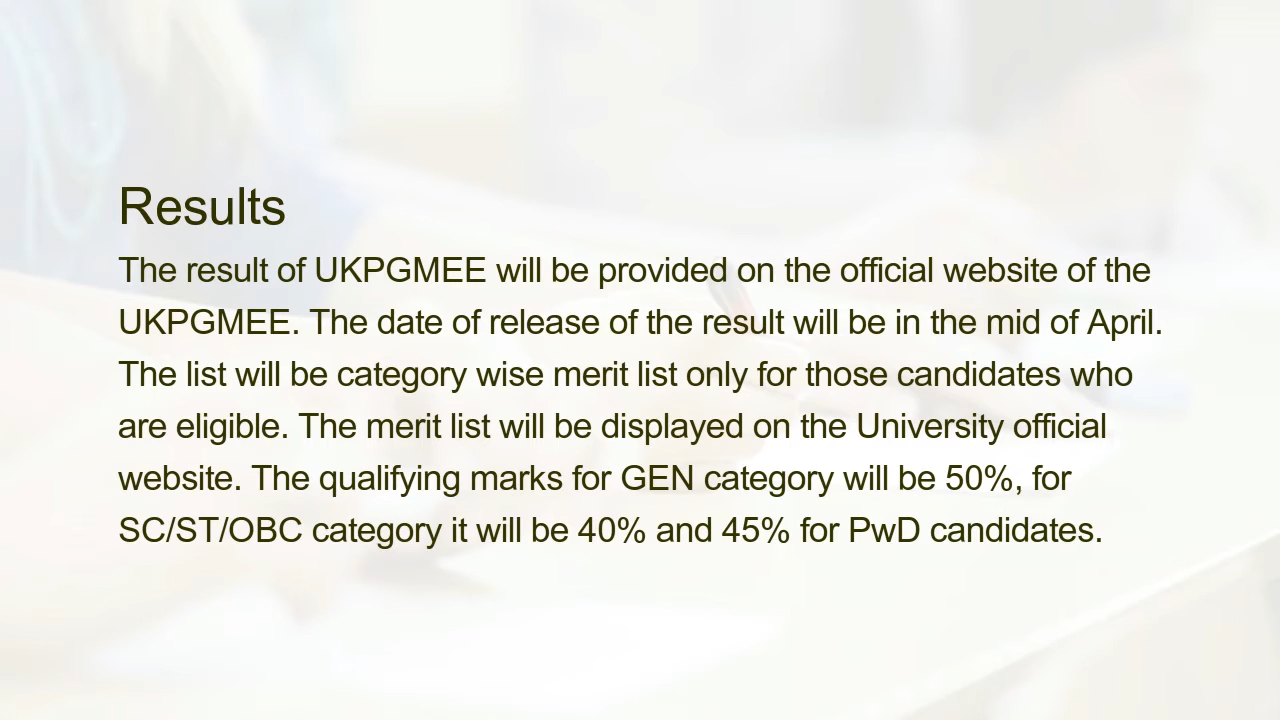 Results
The result of UKPGMEE will be provided on the official website of the
UKPGMEE. The date of release of the result will be in the mid of April.
The list will be category wise merit list only for those candidates who
are eligible. The merit list will be displayed on the University official
website. The qualifying marks for GEN category will be 50%, for
SC/ST/OBC category it will be 40% and 45% for PwD candidates.